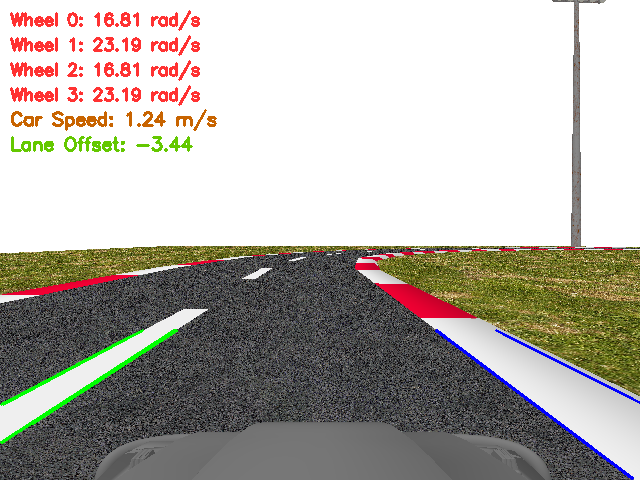 Wheel 0: 16.81 rad/s
Wheel 1: 23.19 rad/s
Wheel 2: 16.81 rad/s
Wheel 3: 23.19 rad/s
Car Speed: 1.24 m/s
Lane Offset: -3.44